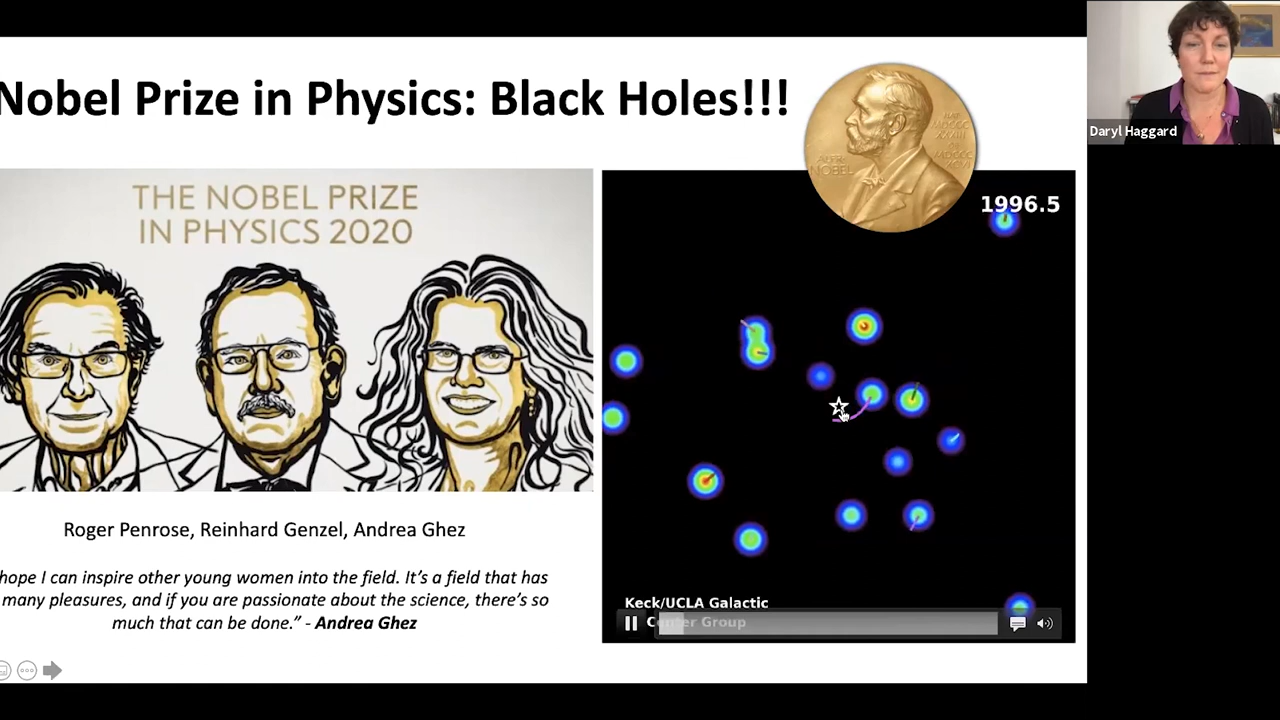 Nobel Prize in Physics: Black Holes!!!
THE NOBEL PRIZE
IN PHYSICS 2020
Roger Penrose, Reinhard Genzel, Andrea Ghez
hope I can inspire other young women into the field. It's a field that has
many pleasures, and if you are passionate about the science, there's so
much that can be done." - Andrea Ghez
ALFR.
NOBEL
1996.5
Keck/UCLA Galactic
Center Group
Daryl Haggard